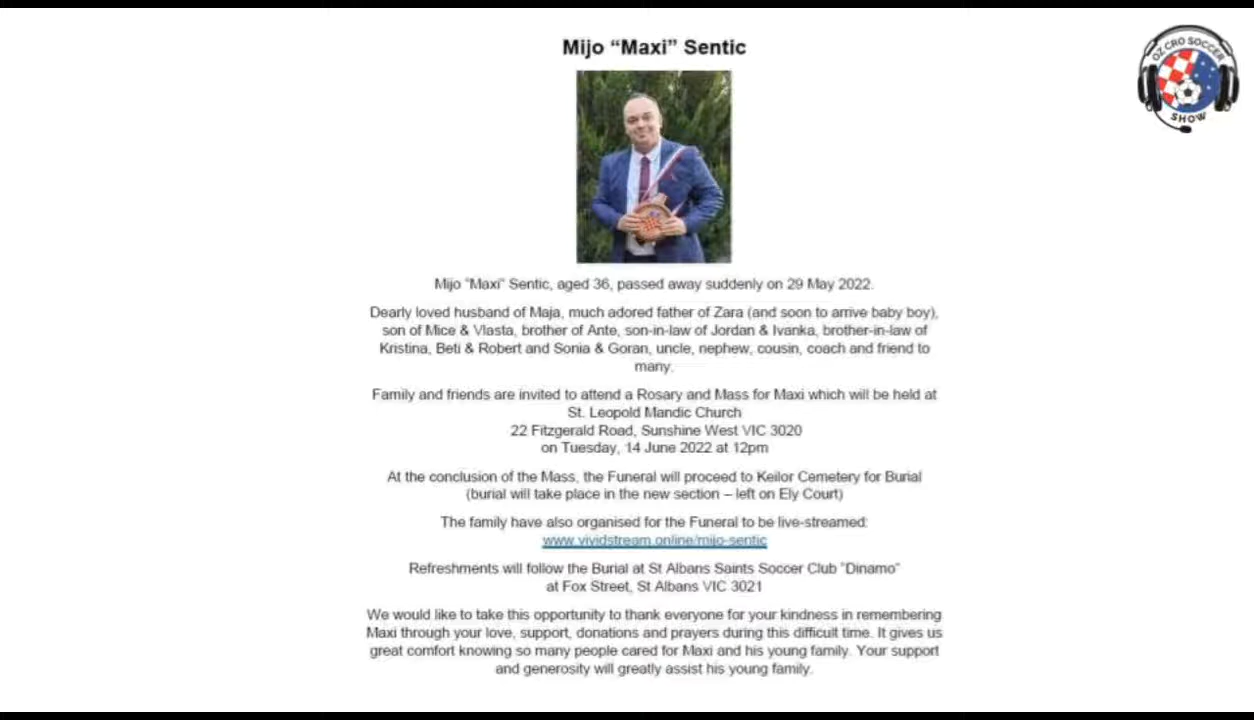 Mijo “Maxi” Sentic
OZ CRO SOCCER
SHOW
Mijo “Maxi” Sentic, aged 36, passed away suddenly on 29 May 2022.
Dearly loved husband of Maja, much adored father of Zara (and soon to arrive baby boy),
son of Mice & Vlasta, brother of Ante, son-in-law of Jordan & Ivanka, brother-in-law of
Kristina, Beti & Robert and Sonia & Goran, uncle, nephew, cousin, coach and friend to
many.
Family and friends are invited to attend a Rosary and Mass for Maxi which will be held at
St. Leopold Mandic Church
22 Fitzgerald Road, Sunshine West VIC 3020
on Tuesday, 14 June 2022 at 12pm
At the conclusion of the Mass, the Funeral will proceed to Keilor Cemetery for Burial
(burial will take place in the new section – left on Ely Court)
The family have also organised for the Funeral to be live-streamed:
www.vividstream.online/mijo-sentic
Refreshments will follow the Burial at St Albans Saints Soccer Club “Dinamo”
at Fox Street, St Albans VIC 3021
We would like to take this opportunity to thank everyone for your kindness in remembering
Maxi through your love, support, donations and prayers during this difficult time. It gives us
great comfort knowing so many people cared for Maxi and his young family. Your support
and generosity will greatly assist his young family.